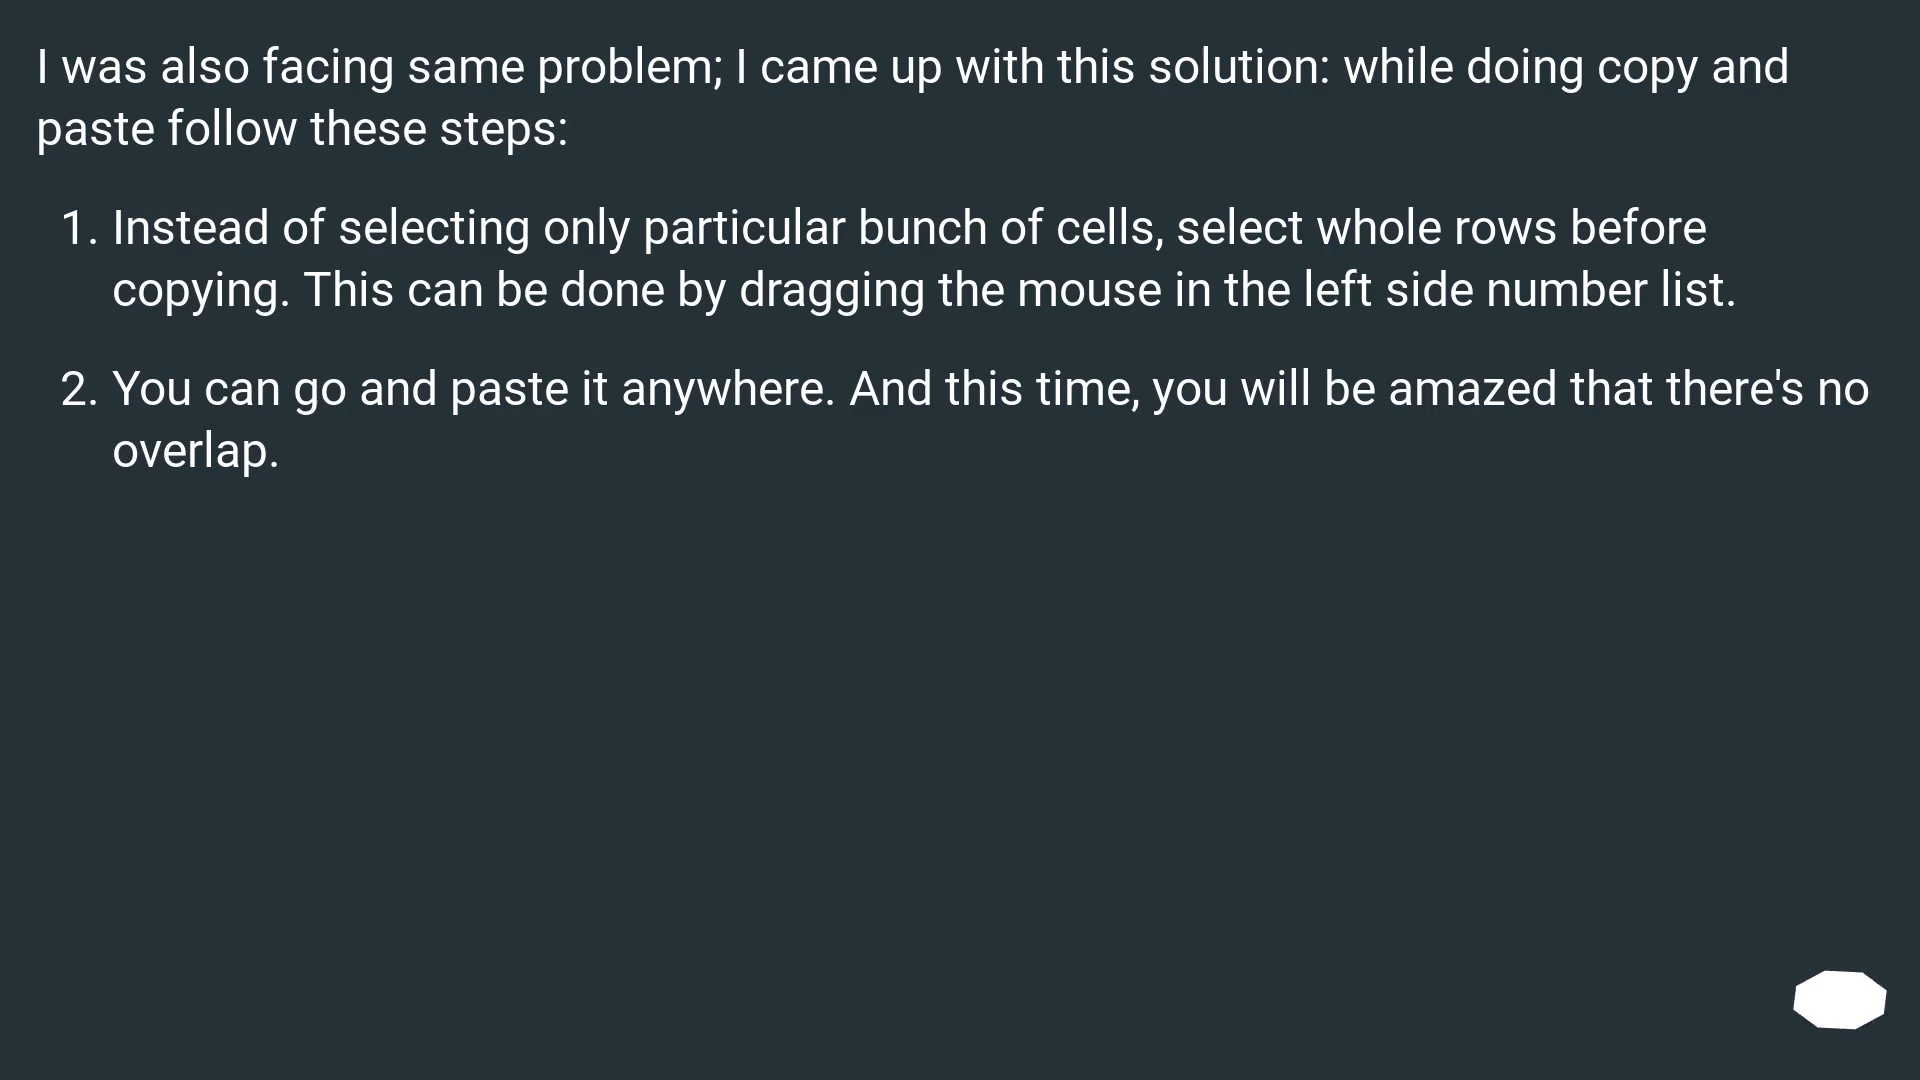 I was also facing same problem; I came up with this solution: while doing copy and
paste follow these steps:
1. Instead of selecting only particular bunch of cells, select whole rows before
copying. This can be done by dragging the mouse in the left side number list.
2. You can go and paste it anywhere. And this time, you will be amazed that there's no
overlap.